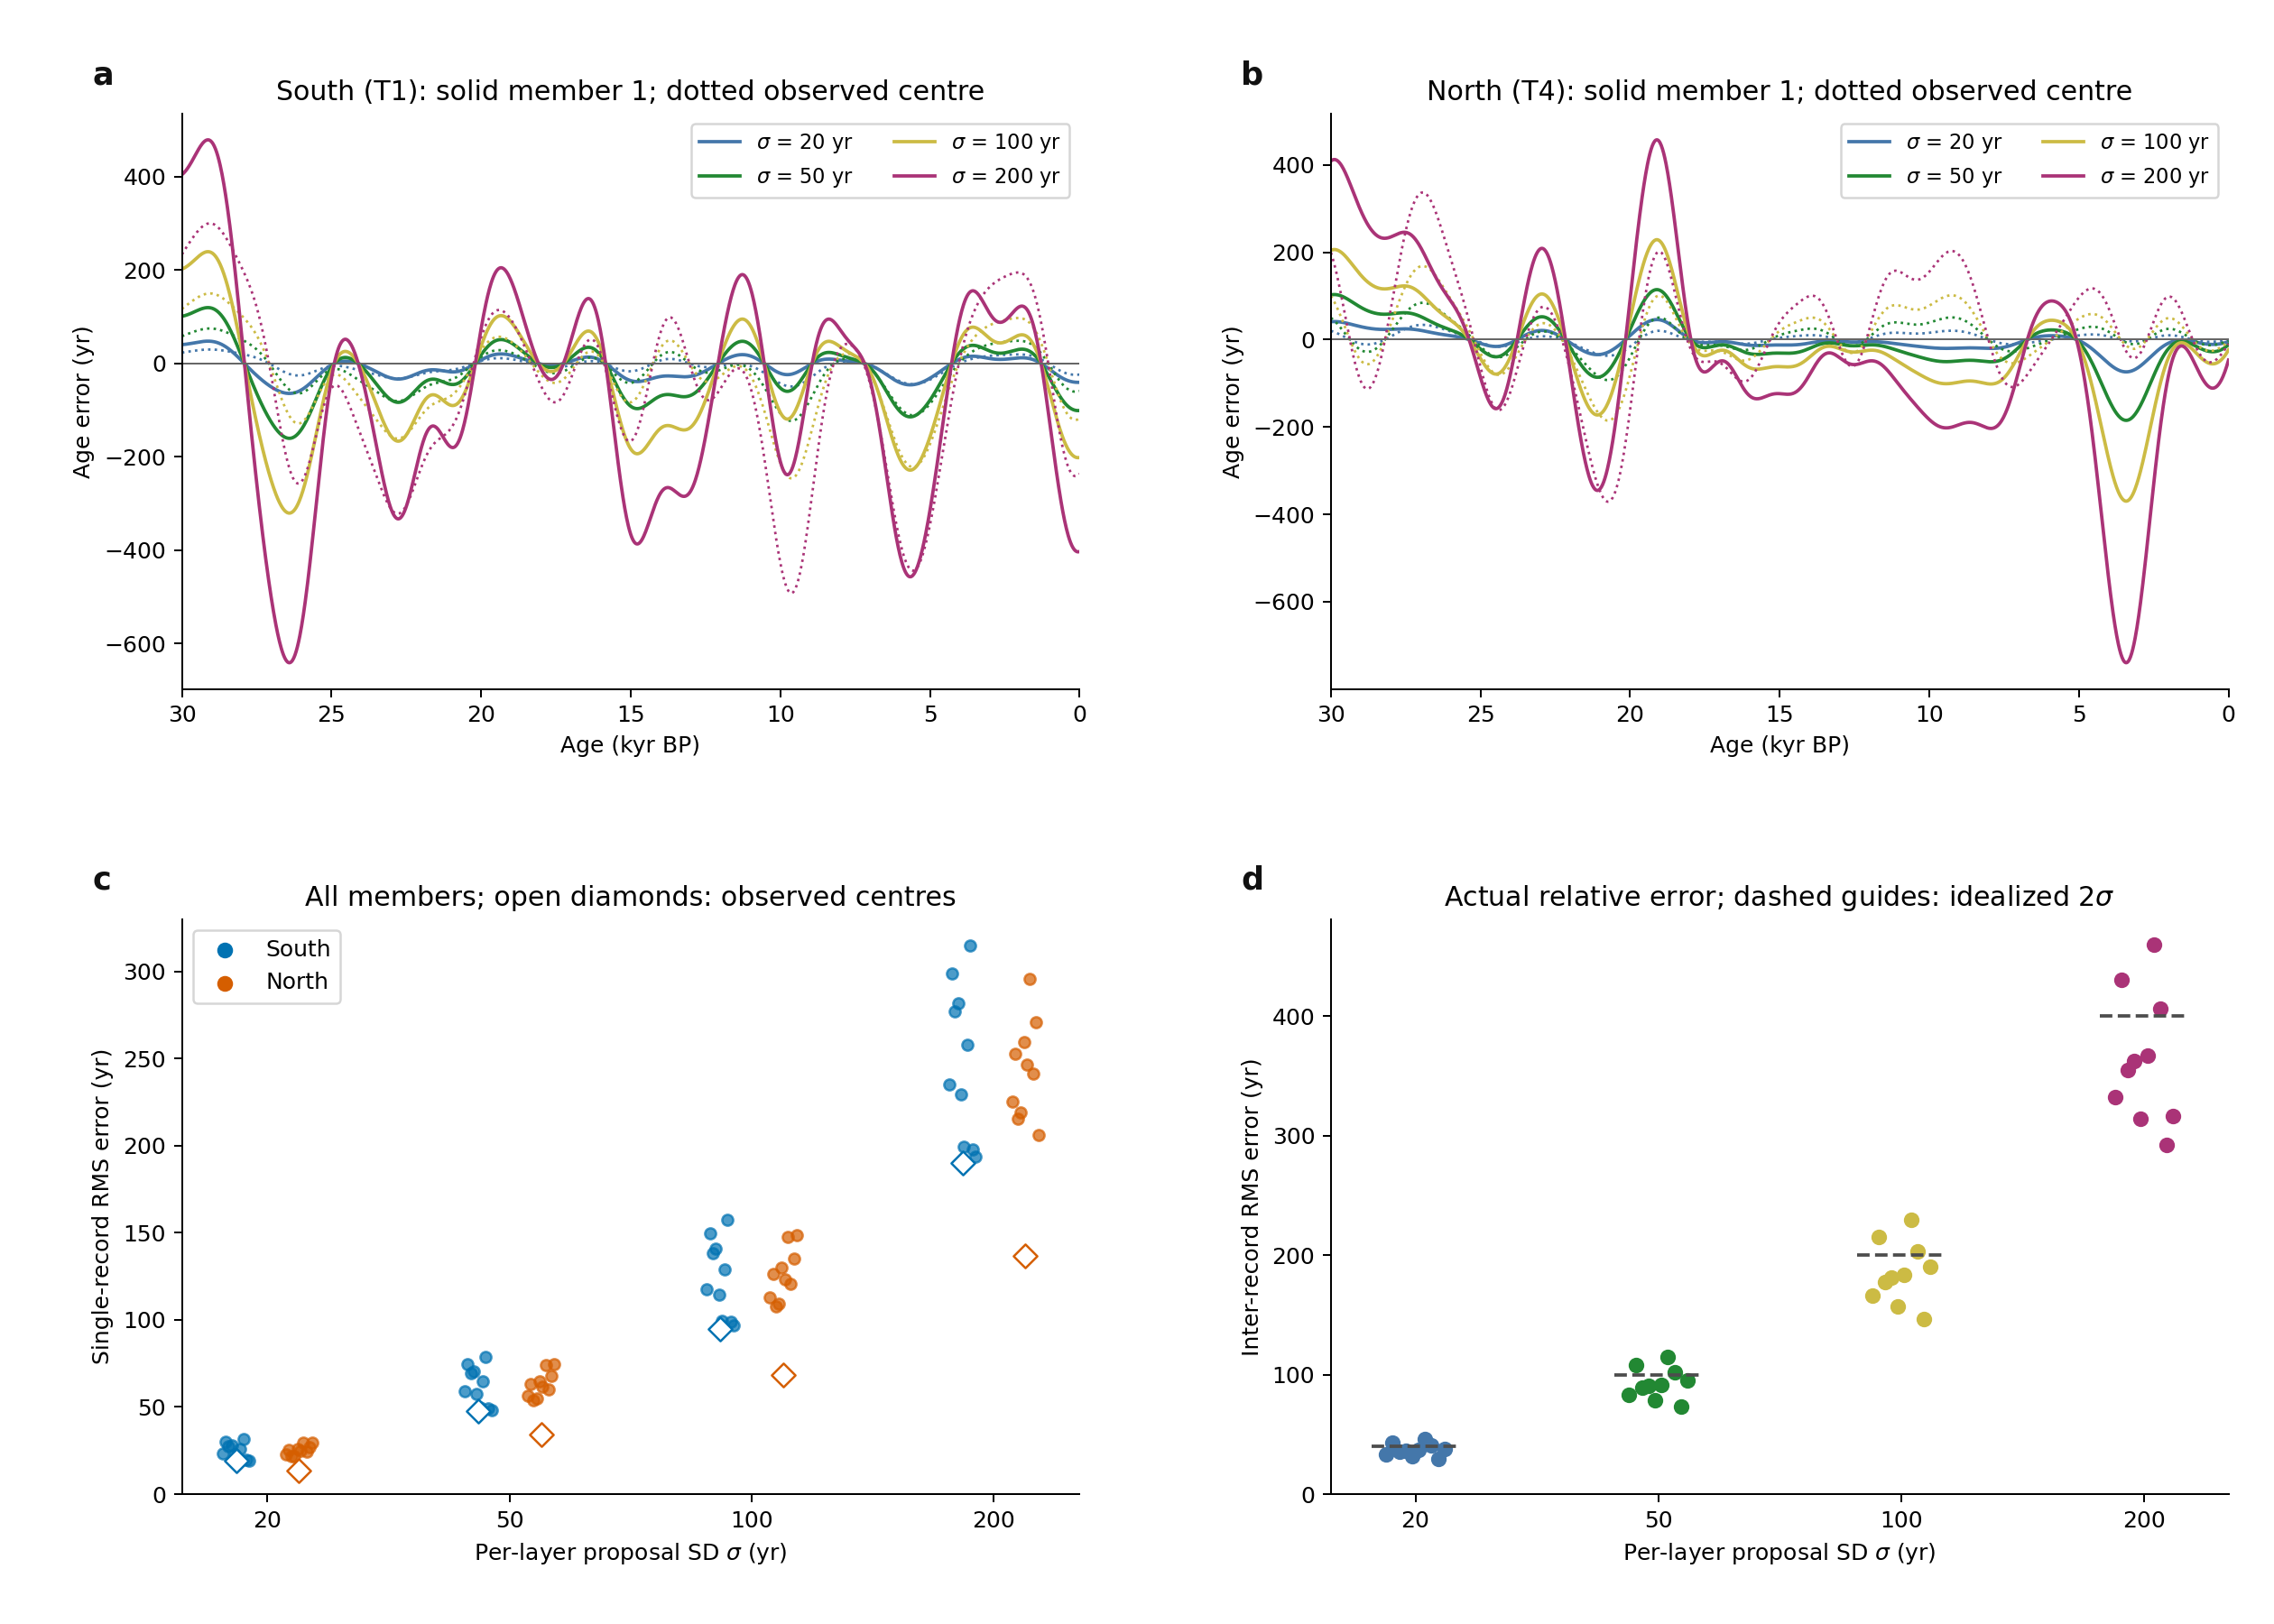 a
South (T1): solid member 1; dotted observed centre
σ = 20 yr
σ = 50 yr
σ = 100 yr
σ = 200 yr
Age error (yr)
400
200
0
−200
−400
−600
30
25
20
15
10
5
0
Age (kyr BP)
b
North (T4): solid member 1; dotted observed centre
σ = 20 yr
σ = 50 yr
σ = 100 yr
σ = 200 yr
Age error (yr)
400
200
0
−200
−400
−600
30
25
20
15
10
5
0
Age (kyr BP)
c
All members; open diamonds: observed centres
South
North
Single-record RMS error (yr)
300
250
200
150
100
50
0
20
50
100
200
Per-layer proposal SD σ (yr)
d
Actual relative error; dashed guides: idealized 2σ
Inter-record RMS error (yr)
400
300
200
100
0
20
50
100
200
Per-layer proposal SD σ (yr)